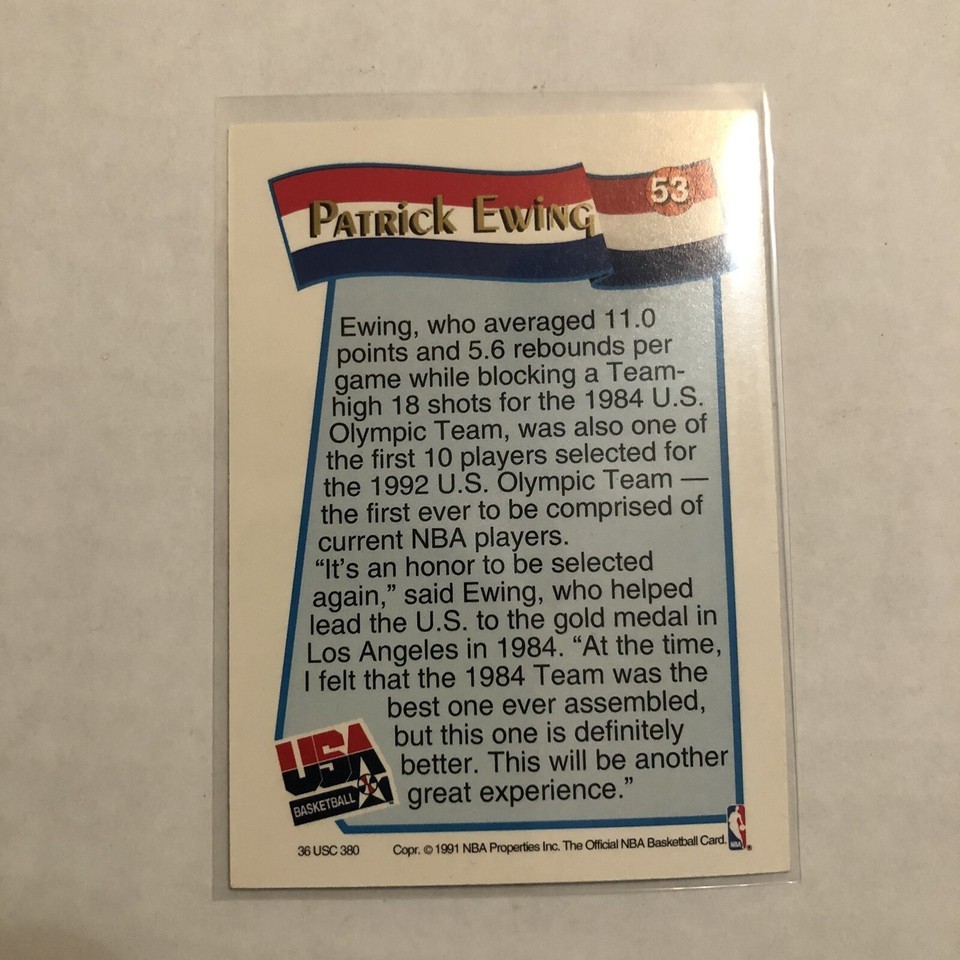 53
PATRICK EWING
Ewing, who averaged 11.0
points and 5.6 rebounds per
game while blocking a Team-
high 18 shots for the 1984 U.S.
Olympic Team, was also one of
the first 10 players selected for
the 1992 U.S. Olympic Team —
the first ever to be comprised of
current NBA players.
“It’s an honor to be selected
again,” said Ewing, who helped
lead the U.S. to the gold medal in
Los Angeles in 1984. “At the time,
I felt that the 1984 Team was the
best one ever assembled,
but this one is definitely
better. This will be another
great experience.”
USA
BASKETBALL
36 USC 380
Copr. © 1991 NBA Properties Inc. The Official NBA Basketball Card.
NBA
®